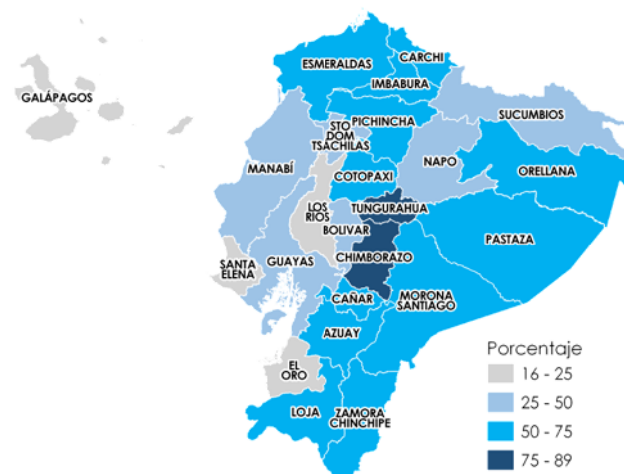 ESMERALDAS
CARCHI
IMBABURA
GALÁPAGOS
SUCUMBIOS
PICHINCHA
STO
DOM
TSACHILAS
MANABÍ
NAPO
COTOPAXI
ORELLANA
LOS
RIOS
TUNGURAHUA
BOLIVAR
PASTAZA
SANTA
ELENA
GUAYAS
CHIMBORAZO
CAÑAR
MORONA
SANTIAGO
AZUAY
EL
ORO
LOJA
ZAMORA
CHINCHIPE
Porcentaje
16 - 25
25 - 50
50 - 75
75 - 89